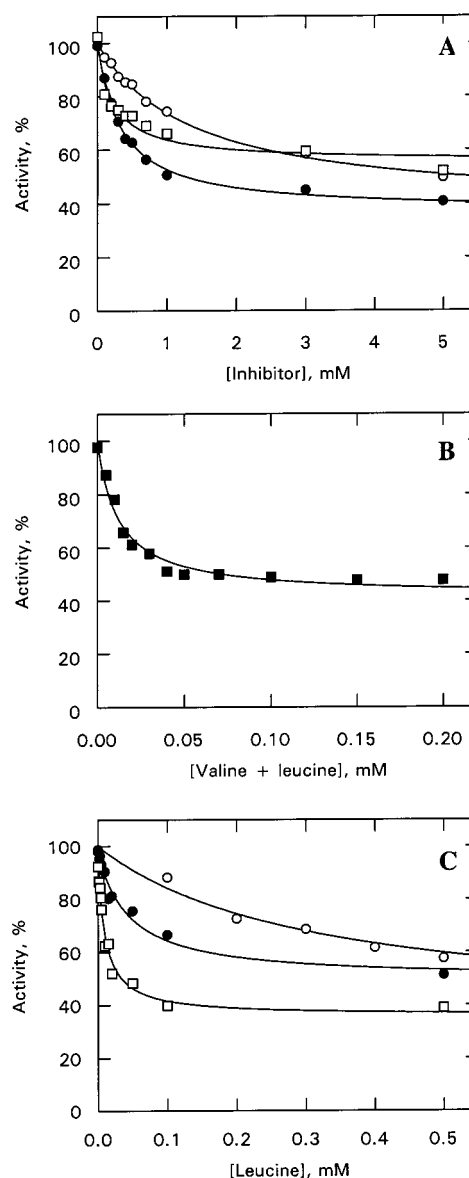 A
100
80
60
40
20
0
Activity, %
0 1 2 3 4 5
[Inhibitor], mM
B
100
80
60
40
20
0
Activity, %
0.00 0.05 0.10 0.15 0.20
[Valine + leucine], mM
C
100
80
60
40
20
0
Activity, %
0.0 0.1 0.2 0.3 0.4 0.5
[Leucine], mM